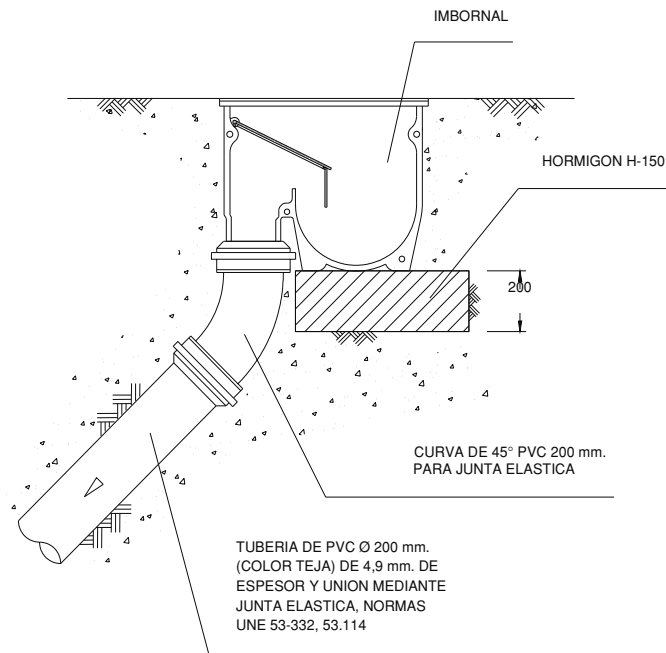 IMBORNAL
HORMIGON H-150
200
CURVA DE 45° PVC 200 mm.
PARA JUNTA ELASTICA
TUBERIA DE PVC Ø 200 mm.
(COLOR TEJA) DE 4,9 mm. DE
ESPESOR Y UNION MEDIANTE
JUNTA ELASTICA, NORMAS
UNE 53-332, 53.114